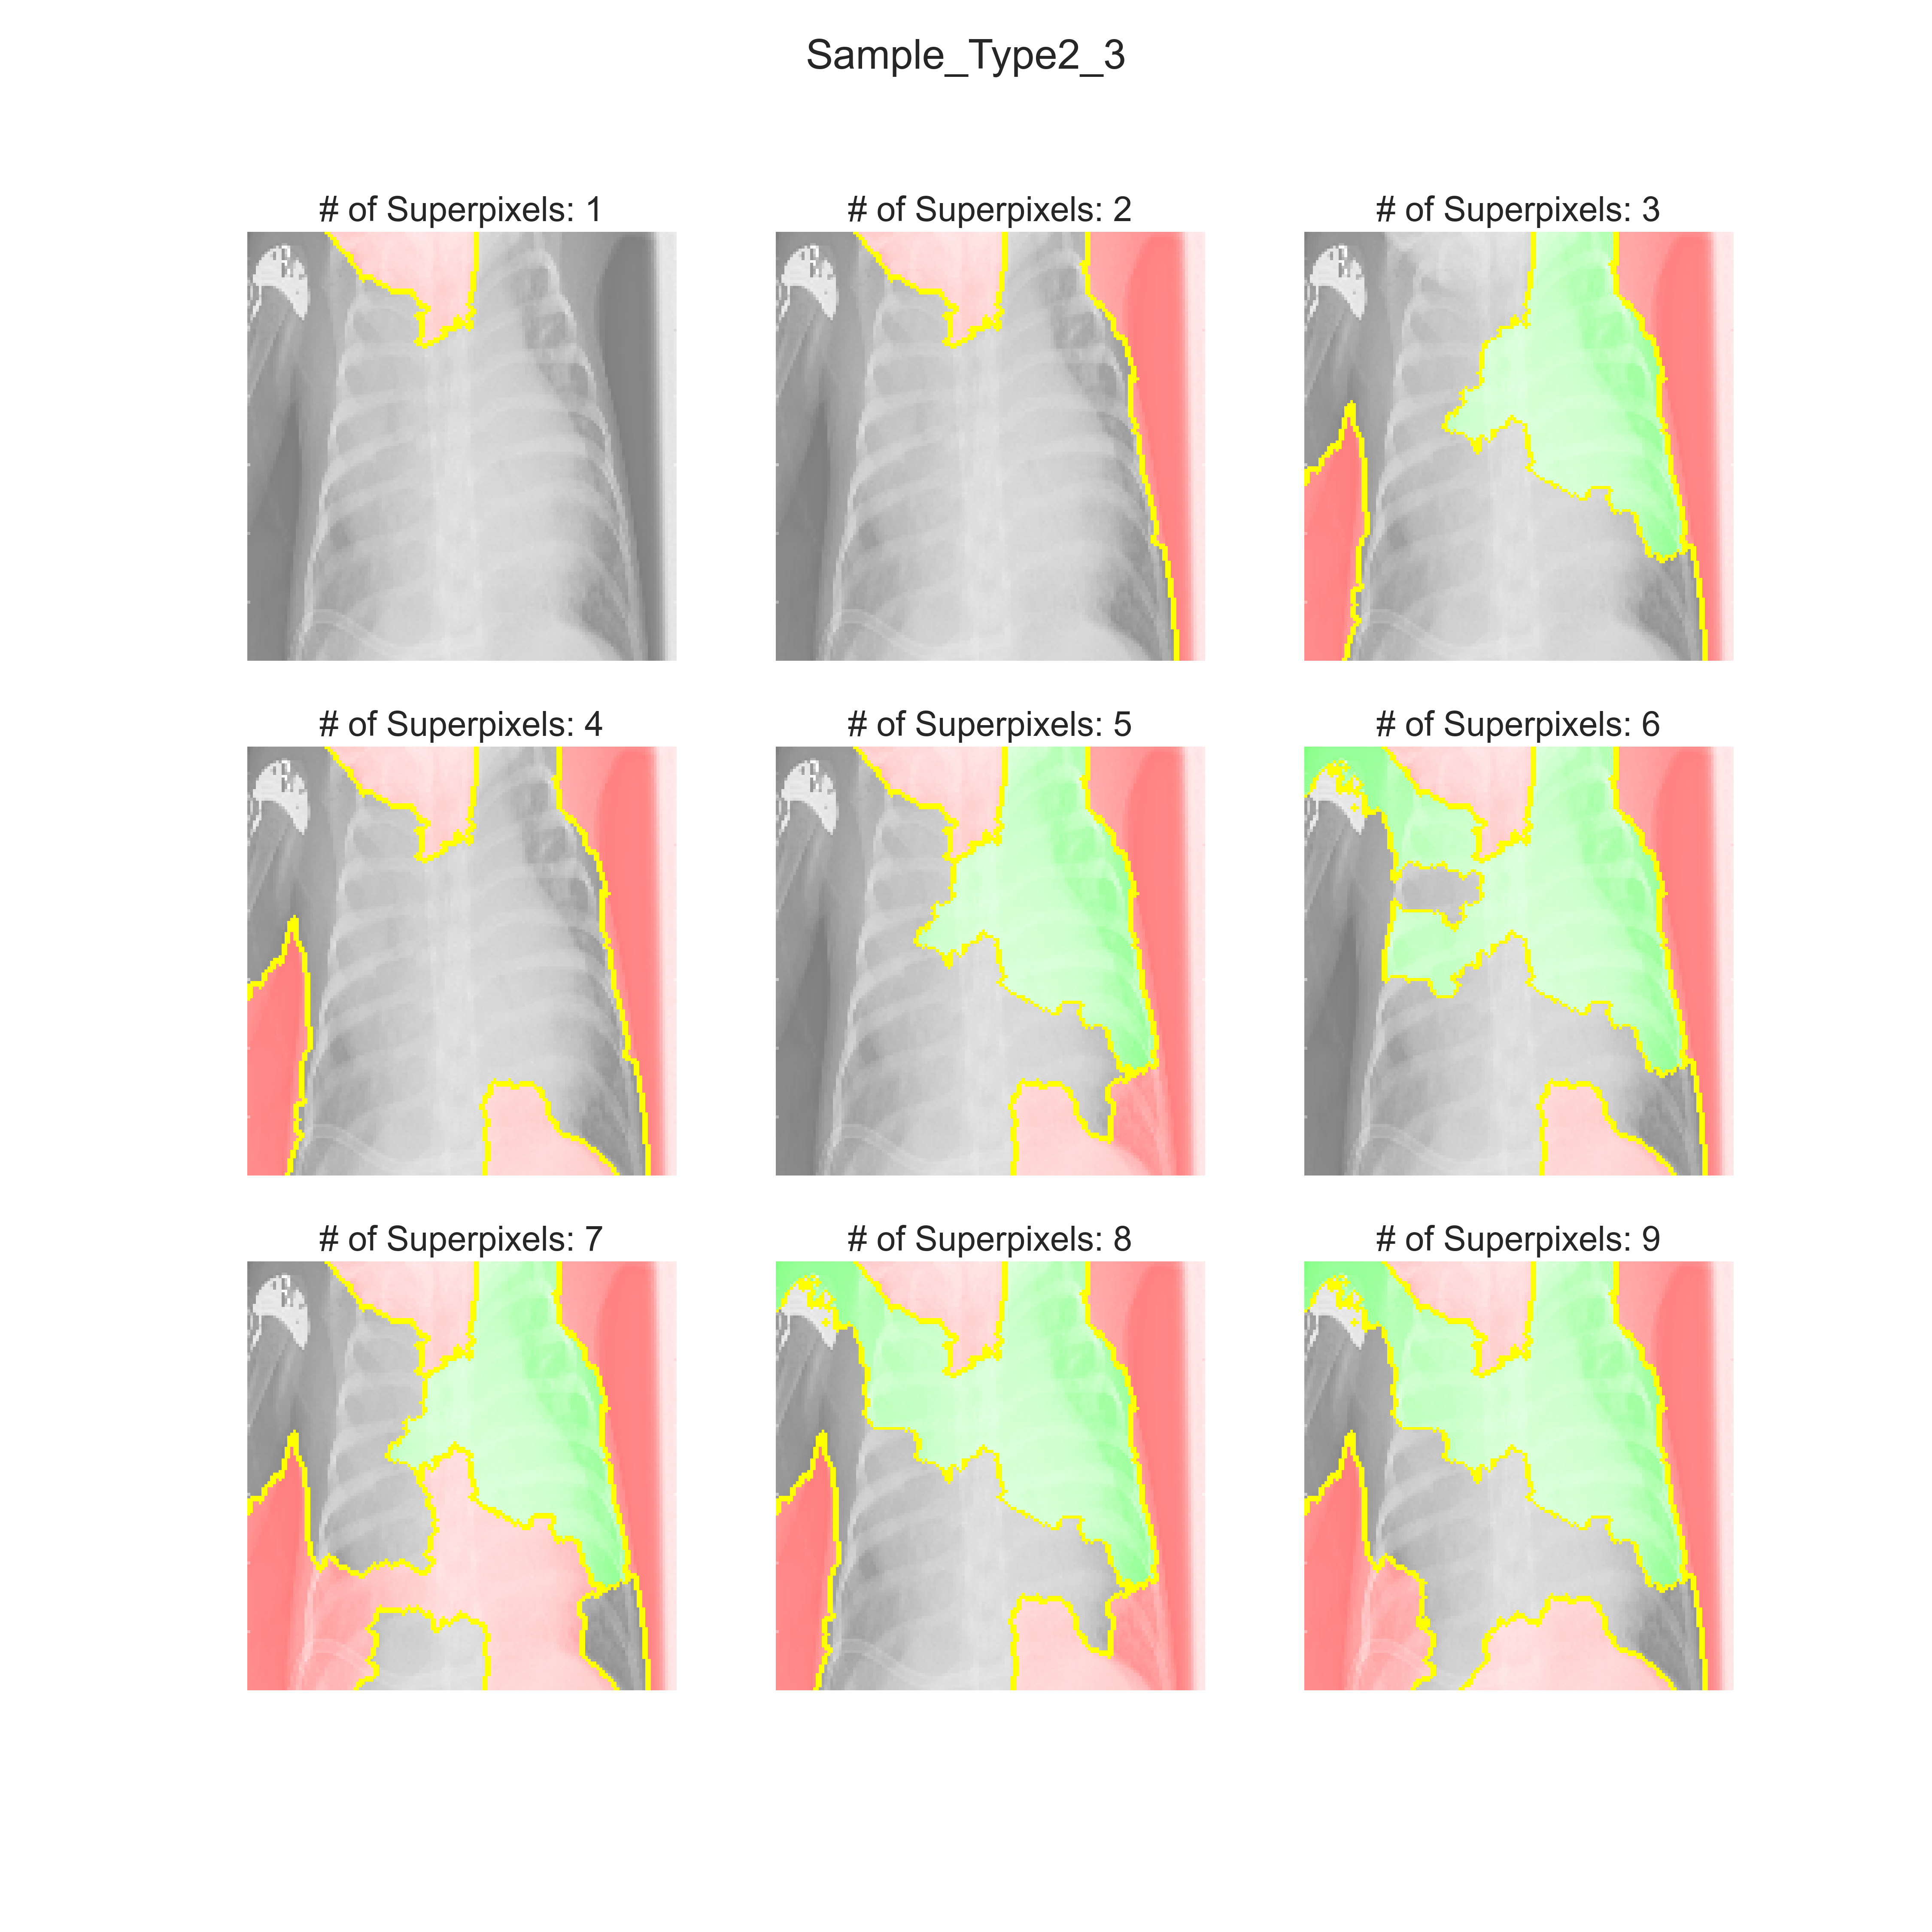 Sample_Type2_3
# of Superpixels: 1
# of Superpixels: 2
# of Superpixels: 3
# of Superpixels: 4
# of Superpixels: 5
# of Superpixels: 6
# of Superpixels: 7
# of Superpixels: 8
# of Superpixels: 9